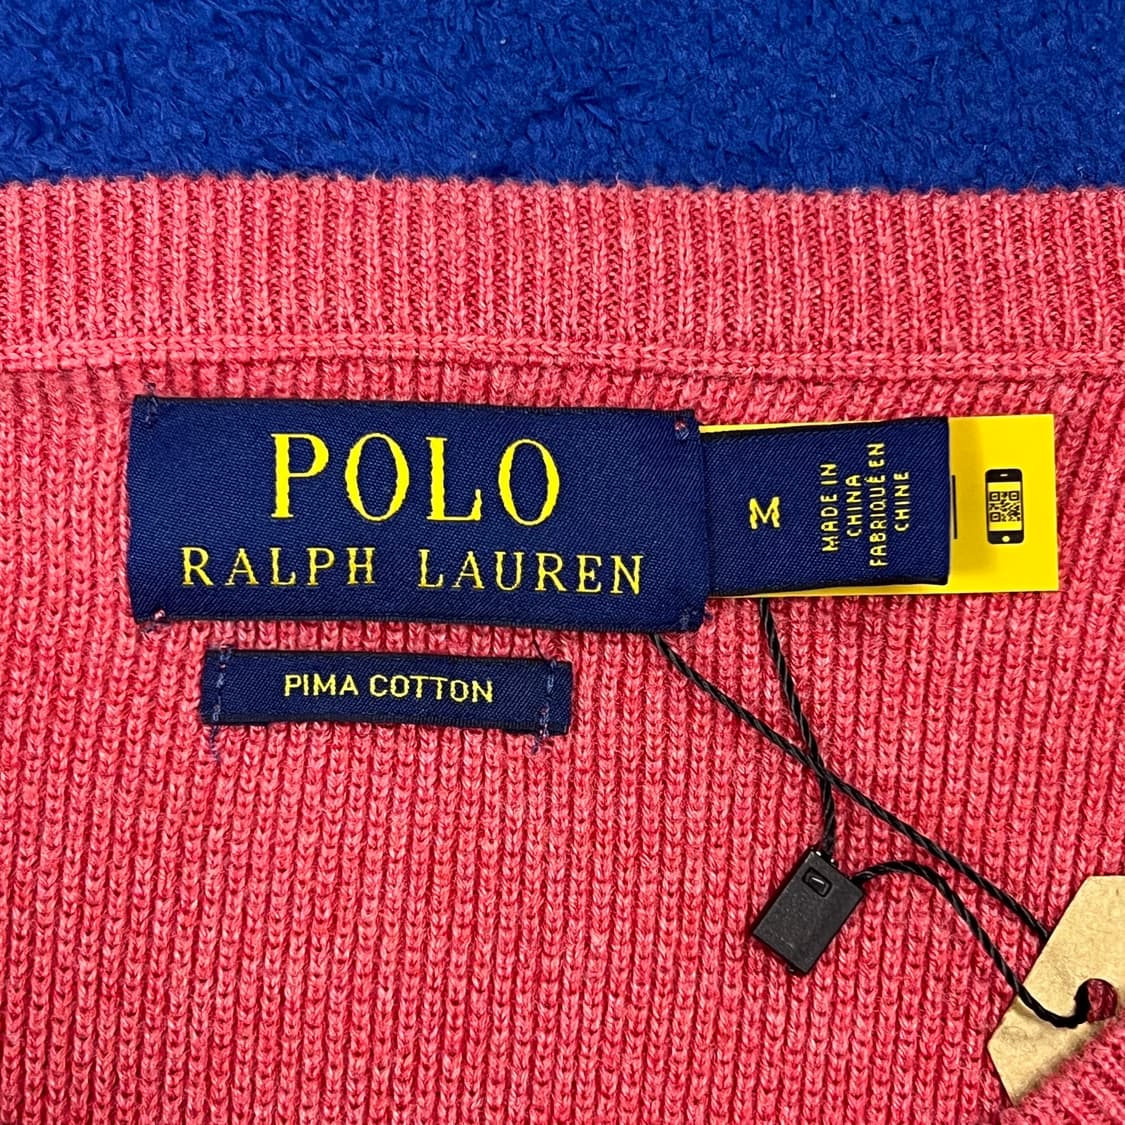 POLO
RALPH LAUREN
M
MADE IN
CHINA
FABRIQUÉ EN
CHINE
PIMA COTTON